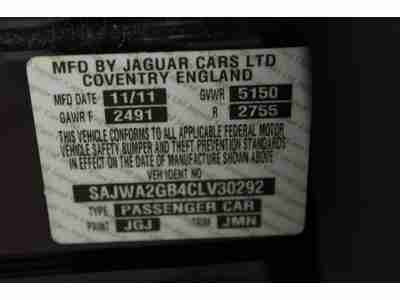 MFD BY JAGUAR CARS LTD
COVENTRY ENGLAND
MFD DATE 11/11 GVWR 5150
GAWR F 2491 R 2755
THIS VEHICLE CONFORMS TO ALL APPLICABLE FEDERAL MOTOR
VEHICLE SAFETY, BUMPER AND THEFT PREVENTION STANDARDS
IN EFFECT ON THE DATE OF MANUFACTURE SHOWN ABOVE
VEHICLE IDENT NO.
SAJWA2GB4CLV30292
TYPE PASSENGER CAR
PAINT JGJ TRIM JMN